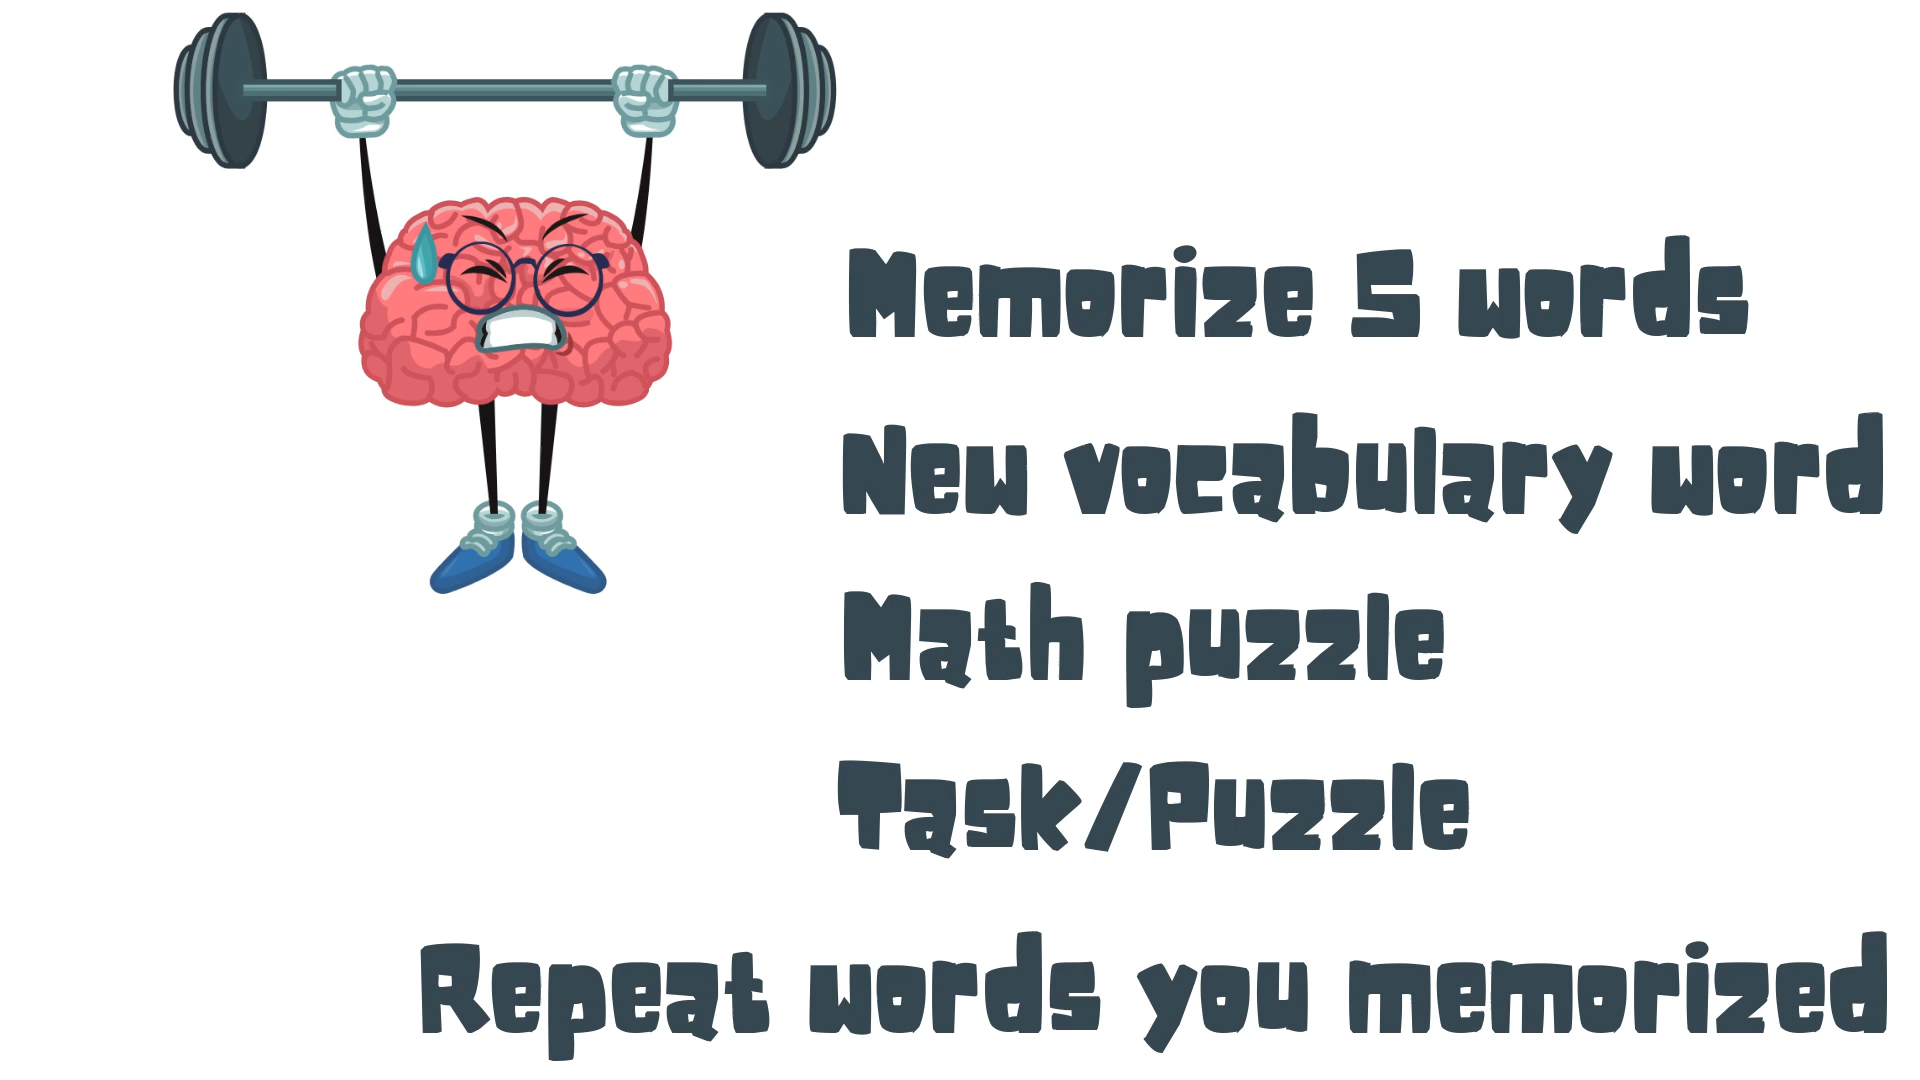 Memorize 5 words
New vocabulary word
Math puzzle
Task/Puzzle
Repeat words you memorized